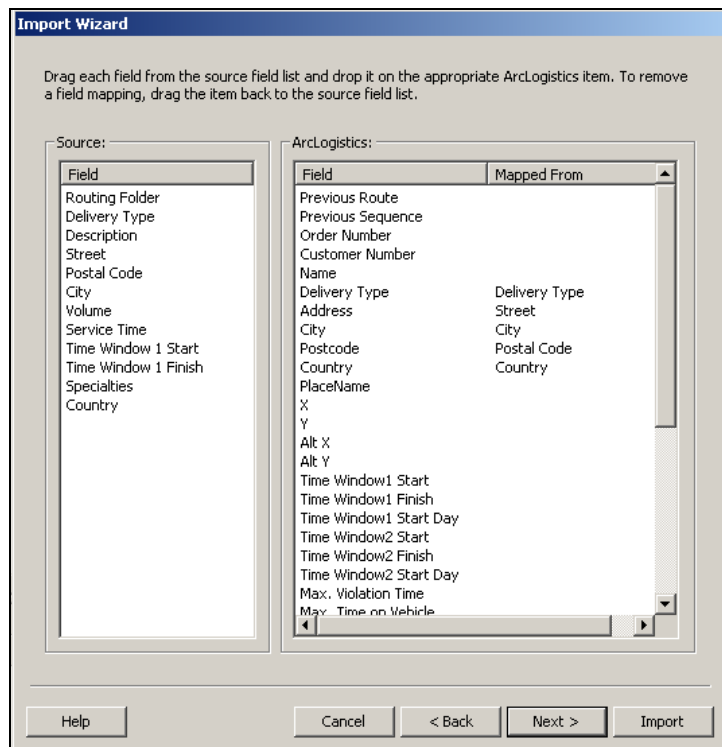 Import Wizard
Drag each field from the source field list and drop it on the appropriate ArcLogistics item. To remove
a field mapping, drag the item back to the source field list.
Source:
Field
Routing Folder
Delivery Type
Description
Street
Postal Code
City
Volume
Service Time
Time Window 1 Start
Time Window 1 Finish
Specialties
Country
ArcLogistics:
Field Mapped From
Previous Route
Previous Sequence
Order Number
Customer Number
Name
Delivery Type Delivery Type
Address Street
City City
Postcode Postal Code
Country Country
PlaceName
X
Y
Alt X
Alt Y
Time Window1 Start
Time Window1 Finish
Time Window1 Start Day
Time Window2 Start
Time Window2 Finish
Time Window2 Start Day
Max. Violation Time
Max. Time on Vehicle
Help Cancel < Back Next > Import